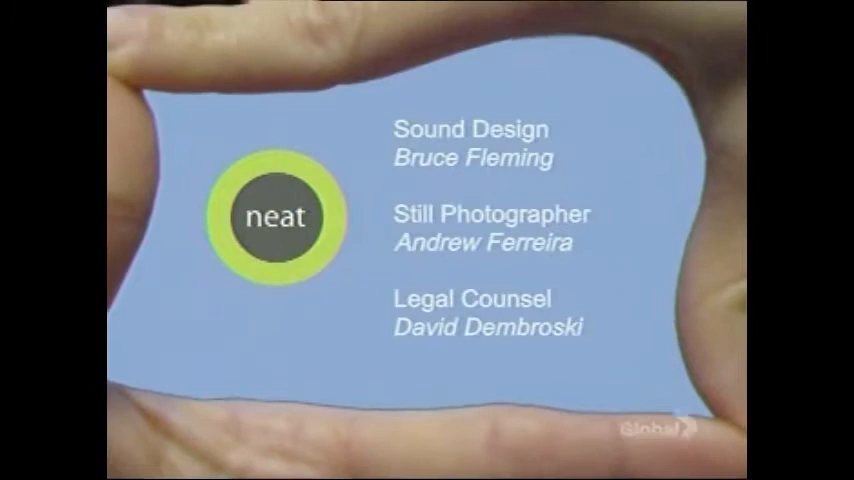 neat
Sound Design
Bruce Fleming
Still Photographer
Andrew Ferreira
Legal Counsel
David Dembroski
Global